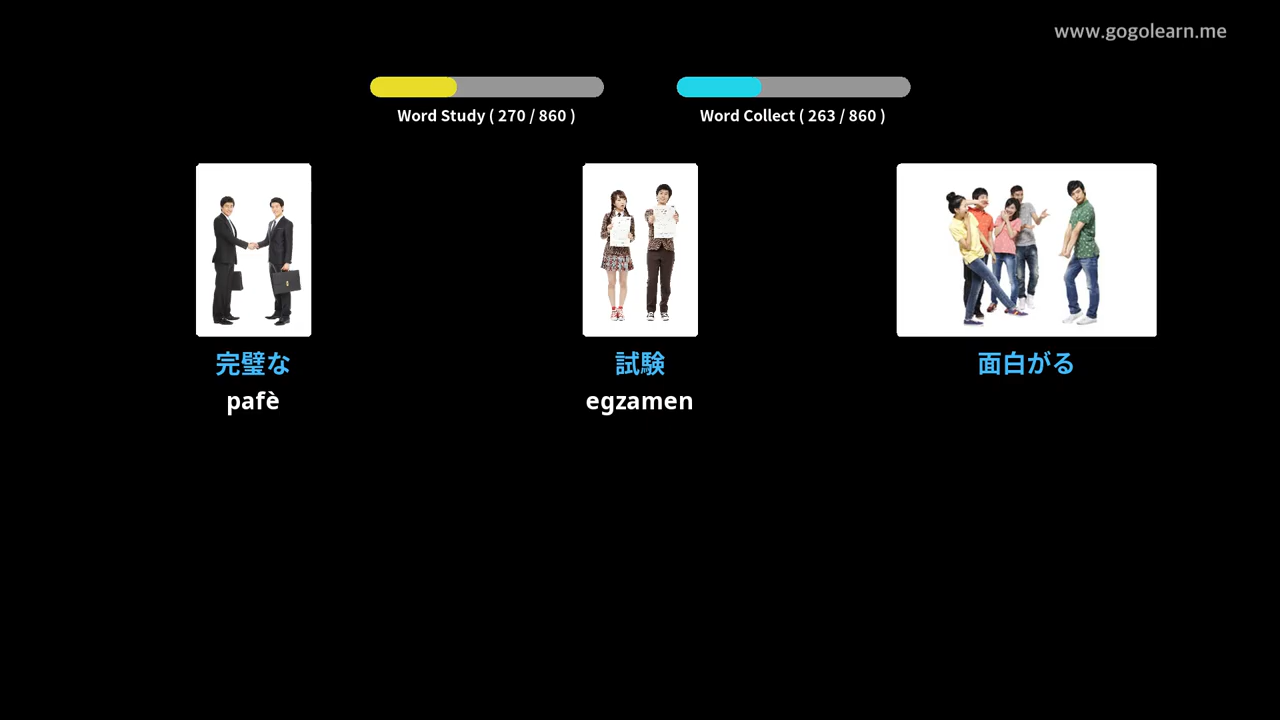 www.gogolearn.me
Word Study ( 270 / 860 )
Word Collect ( 263 / 860 )
完璧な
pafè
試験
egzamen
面白がる